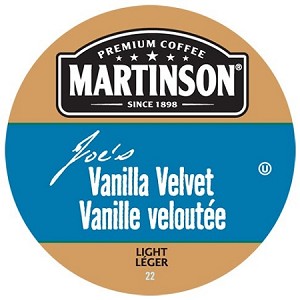 PREMIUM COFFEE
★★★★★
MARTINSON®
SINCE 1898
Joe's
Vanilla Velvet
Vanille veloutée
U
LIGHT
LÉGER
22